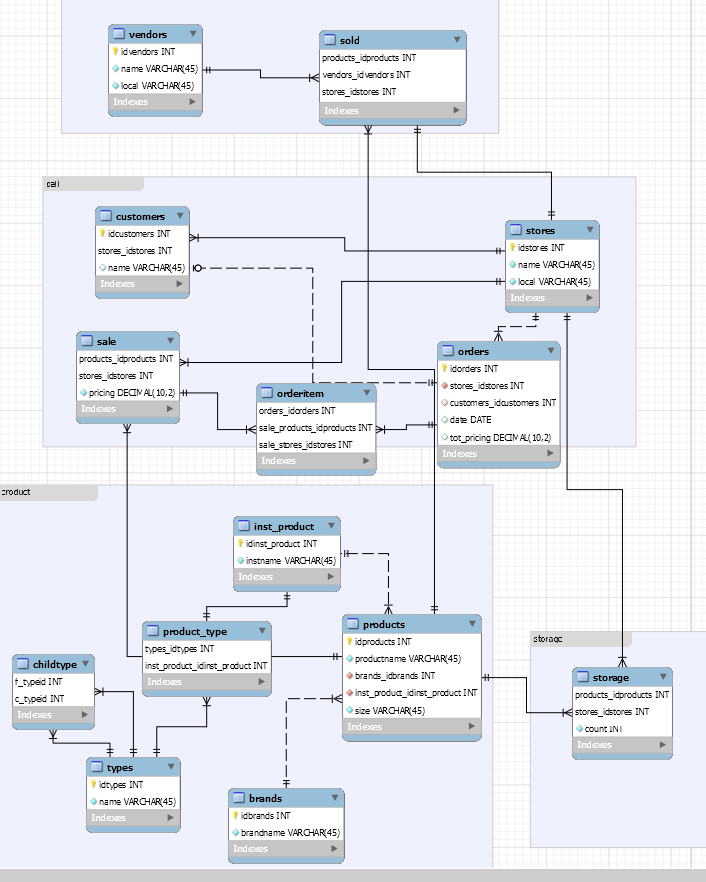 vendors
idvendors INT
name VARCHAR(45)
local VARCHAR(45)
Indexes
sold
products_idproducts INT
vendors_idvendors INT
stores_idstores INT
Indexes
sell
customers
idcustomers INT
stores_idstores INT
name VARCHAR(45)
Indexes
stores
idstores INT
name VARCHAR(45)
local VARCHAR(45)
Indexes
sale
products_idproducts INT
stores_idstores INT
pricing DECIMAL(10,2)
Indexes
orderitem
orders_idorders INT
sale_products_idproducts INT
sale_stores_idstores INT
Indexes
orders
idorders INT
stores_idstores INT
customers_idcustomers INT
date DATE
tot_pricing DECIMAL(10,2)
Indexes
product
inst_product
idinst_product INT
instname VARCHAR(45)
Indexes
product_type
types_idtypes INT
inst_product_idinst_product INT
Indexes
products
idproducts INT
productname VARCHAR(45)
brands_idbrands INT
inst_product_idinst_product INT
size VARCHAR(45)
Indexes
childtype
f_typeid INT
c_typeid INT
Indexes
types
idtypes INT
name VARCHAR(45)
Indexes
brands
idbrands INT
brandname VARCHAR(45)
Indexes
storage
storage
products_idproducts INT
stores_idstores INT
count INT
Indexes